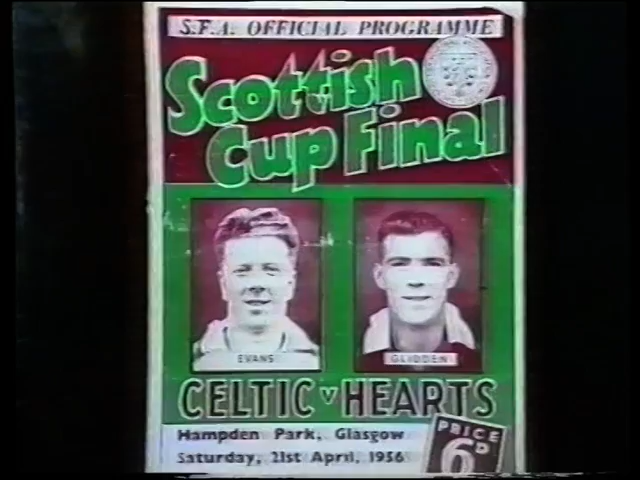 S.F.A. OFFICIAL PROGRAMME
Scottish
Cup Final
EVANS
GLIDDEN
CELTIC v HEARTS
Hampden Park, Glasgow
Saturday, 21st April, 1956
PRICE
6D